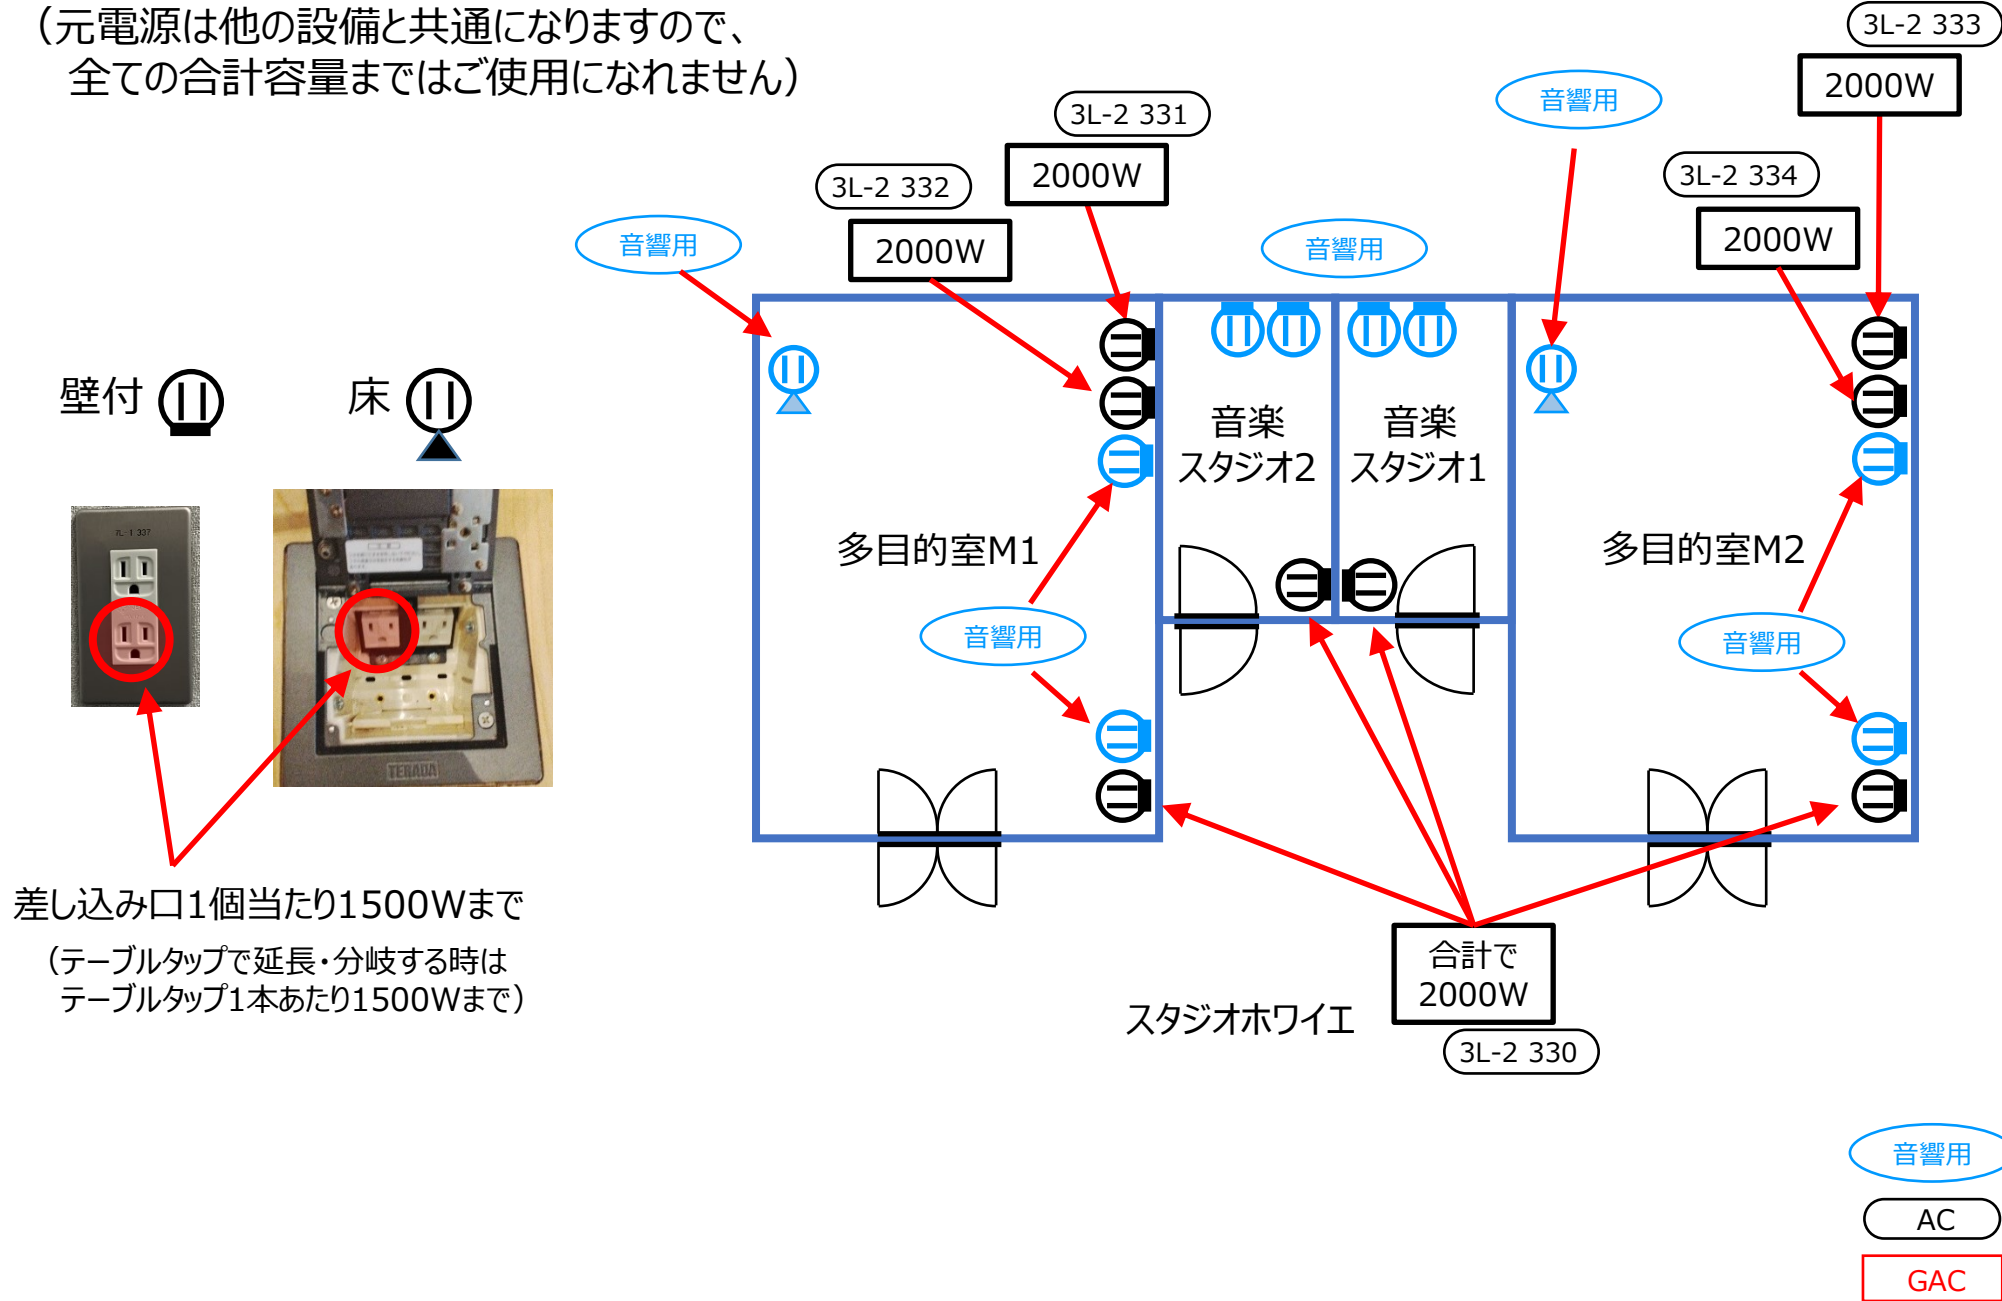 （元電源は他の設備と共通になりますので、
全ての合計容量まではご使用になれません）
3L-2 333
2000W
音響用
3L-2 331
2000W
3L-2 332
2000W
3L-2 334
2000W
音響用
音響用
壁付
床
音楽
スタジオ2
音楽
スタジオ1
多目的室M1
多目的室M2
音響用
音響用
7L-1 337
TERADA
差し込み口1個当たり1500Wまで
（テーブルタップで延長・分岐する時は
テーブルタップ1本あたり1500Wまで）
スタジオホワイエ
合計で
2000W
3L-2 330
音響用
AC
GAC